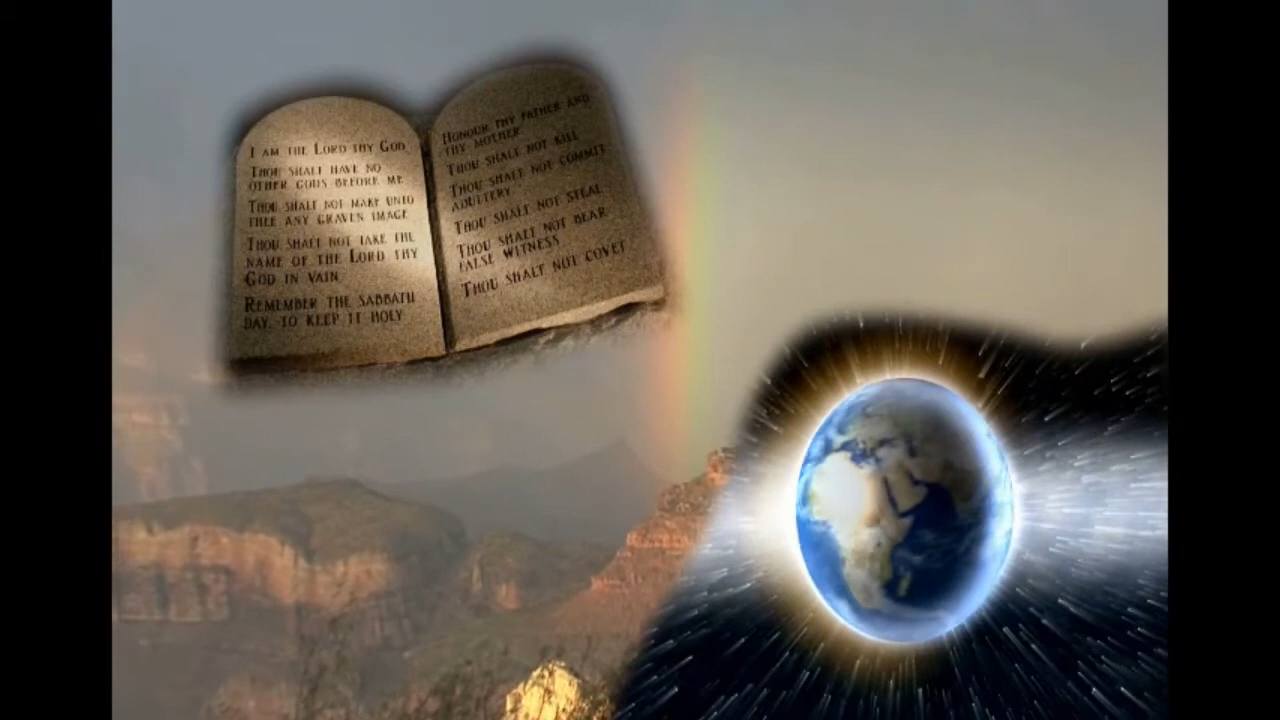 I AM THE LORD THY GOD
THOU SHALT HAVE NO
OTHER GODS BEFORE ME
THOU SHALT NOT MAKE UNTO
THEE ANY GRAVEN IMAGE
THOU SHALT NOT TAKE THE
NAME OF THE LORD THY
GOD IN VAIN
REMEMBER THE SABBATH
DAY, TO KEEP IT HOLY
HONOUR THY FATHER AND
THY MOTHER
THOU SHALT NOT KILL
THOU SHALT NOT COMMIT
ADULTERY
THOU SHALT NOT STEAL
THOU SHALT NOT BEAR
FALSE WITNESS
THOU SHALT NOT COVET